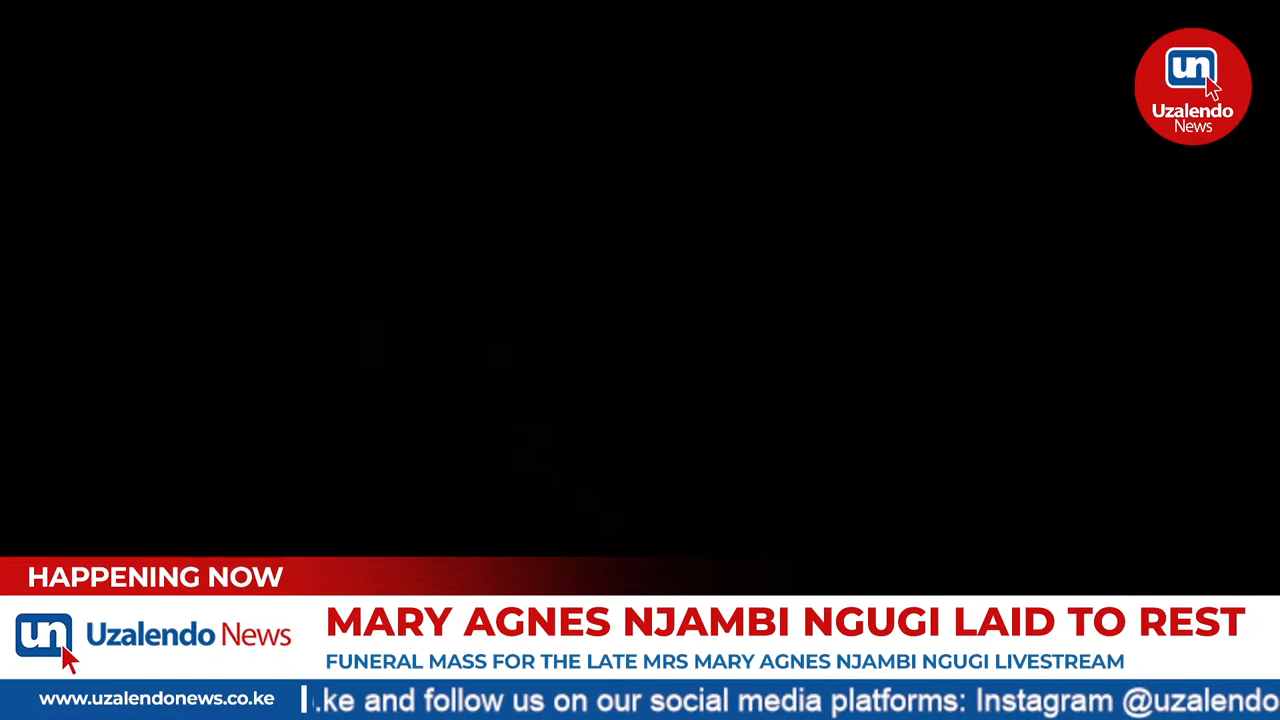 un
Uzalendo
News
HAPPENING NOW
un Uzalendo News
MARY AGNES NJAMBI NGUGI LAID TO REST
FUNERAL MASS FOR THE LATE MRS MARY AGNES NJAMBI NGUGI LIVESTREAM
www.uzalendonews.co.ke
.ke and follow us on our social media platforms: Instagram @uzalendo